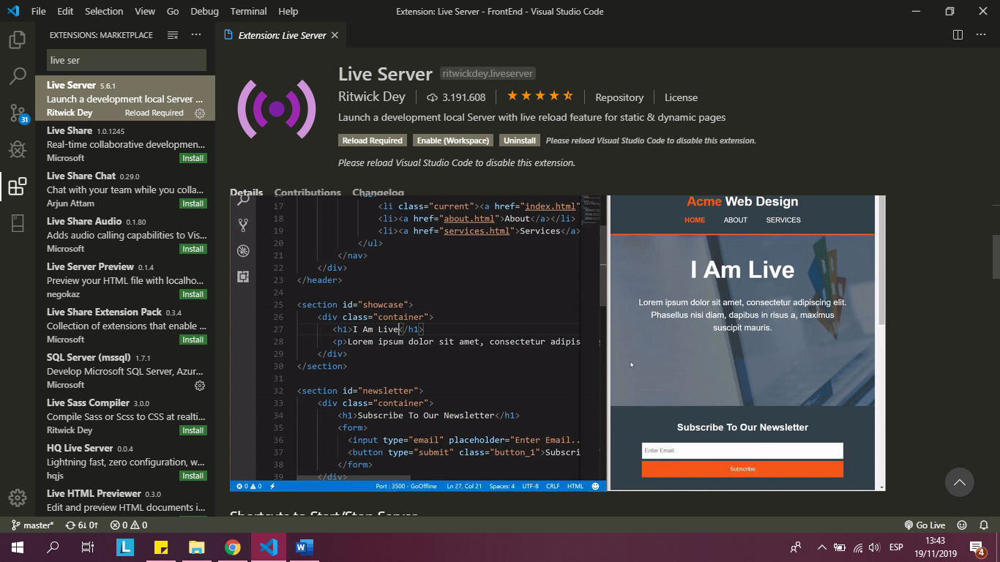 File Edit Selection View Go Debug Terminal Help
Extension: Live Server - FrontEnd - Visual Studio Code
EXTENSIONS: MARKETPLACE
live ser
Live Server 5.6.1
Launch a development local Server ...
Ritwick Dey Reload Required
Live Share 1.0.1245
Real-time collaborative developmen...
Microsoft Install
Live Share Chat 0.29.0
Chat with your team while you colla...
Arjun Attam Install
Live Share Audio 0.1.80
Adds audio calling capabilities to Vis...
Microsoft Install
Live Server Preview 0.1.4
Preview your HTML file with localho...
negokaz Install
Live Share Extension Pack 0.3.4
Collection of extensions that enable ...
Microsoft Install
SQL Server (mssql) 1.7.1
Develop Microsoft SQL Server, Azur...
Microsoft
Live Sass Compiler 3.0.0
Compile Sass or Scss to CSS at realti...
Ritwick Dey Install
HQ Live Server 0.0.4
Lightning fast, zero configuration, w...
hqjs Install
Live HTML Previewer 0.3.0
Edit and preview HTML documents i...
31
Extension: Live Server
Live Server ritwickdey.liveserver
Ritwick Dey 3.191.608 Repository License
Launch a development local Server with live reload feature for static & dynamic pages
Reload Required Enable (Workspace) Uninstall Please reload Visual Studio Code to disable this extension.
Please reload Visual Studio Code to disable this extension.
Details Contributions Changelog
17 <li class="current"><a href="index.html"
18 <li><a href="about.html">About</a></li>
19 <li><a href="services.html">Services</a>
20 </ul>
21 </nav>
22 </div>
23 </header>
24
25 <section id="showcase">
26 <div class="container">
27 <h1>I Am Live</h1>
28 <p>Lorem ipsum dolor sit amet, consectetur adipis
29 </div>
30 </section>
31
32 <section id="newsletter">
33 <div class="container">
34 <h1>Subscribe To Our Newsletter</h1>
35 <form>
36 <input type="email" placeholder="Enter Email..
37 <button type="submit" class="button_1">Subscri
38 </form>
39 </div>
0 0 Port : 3500 - GoOffline Ln 27, Col 21 Spaces: 4 UTF-8 CRLF HTML
Acme Web Design
HOME ABOUT SERVICES
I Am Live
Lorem ipsum dolor sit amet, consectetur adipiscing elit.
Phasellus nisi diam, dapibus in risus a, maximus
suscipit mauris.
Subscribe To Our Newsletter
Enter Email...
Subscribe
Shortcuts to Start/Stop Server
master* 6↓ 0↑ 0 0 Go Live
L W ESP
13:43
19/11/2019
4